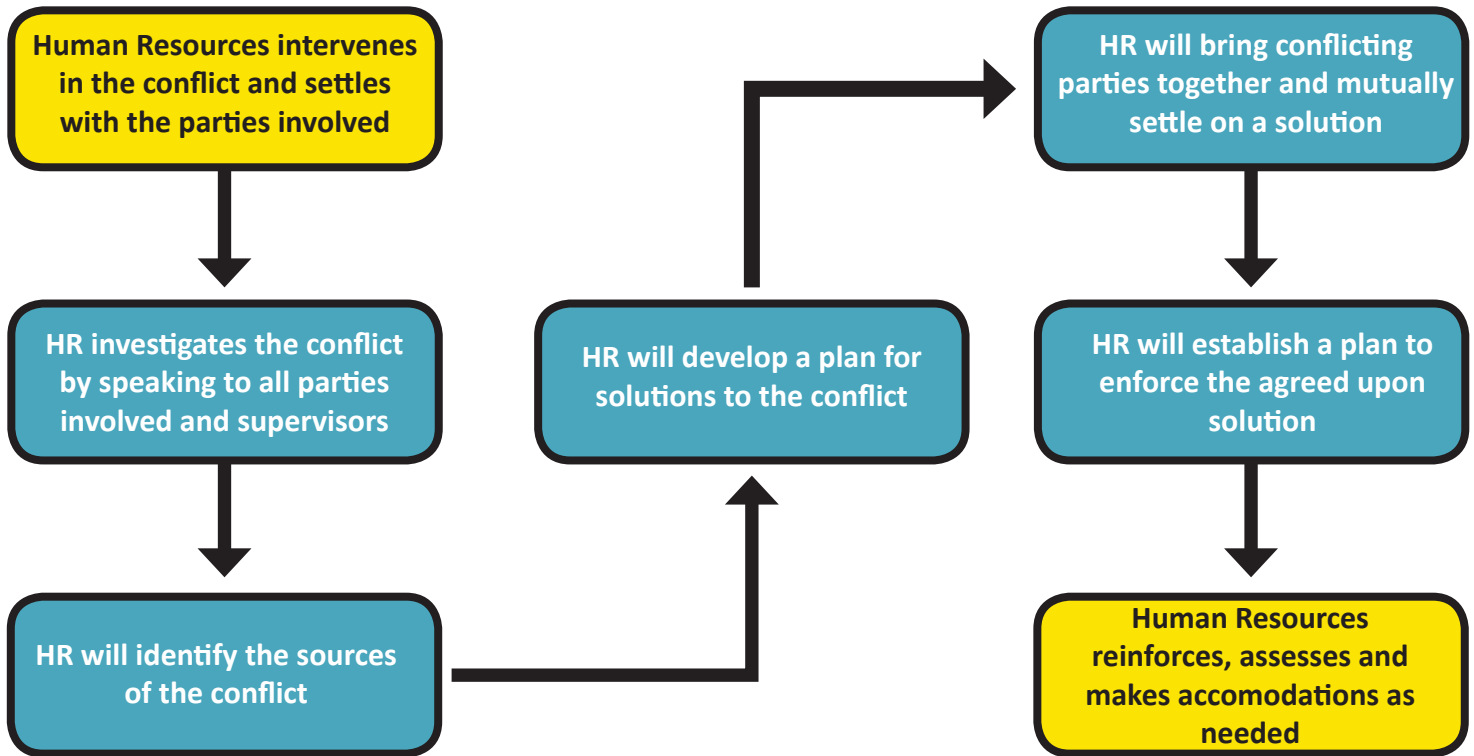 Human Resources intervenes
in the conflict and settles
with the parties involved
HR investigates the conflict
by speaking to all parties
involved and supervisors
HR will identify the sources
of the conflict
HR will develop a plan for
solutions to the conflict
HR will bring conflicting
parties together and mutually
settle on a solution
HR will establish a plan to
enforce the agreed upon
solution
Human Resources
reinforces, assesses and
makes accomodations as
needed